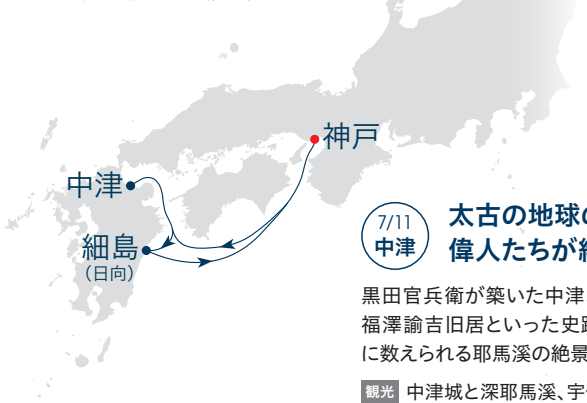 神戸
中津
細島
（日向）
7/11
中津
太古の地球の
偉人たちが
黒田官兵衛が築いた中津
福澤諭吉旧居といった史跡
に数えられる耶馬溪の絶景
観光 中津城と深耶馬溪、宇